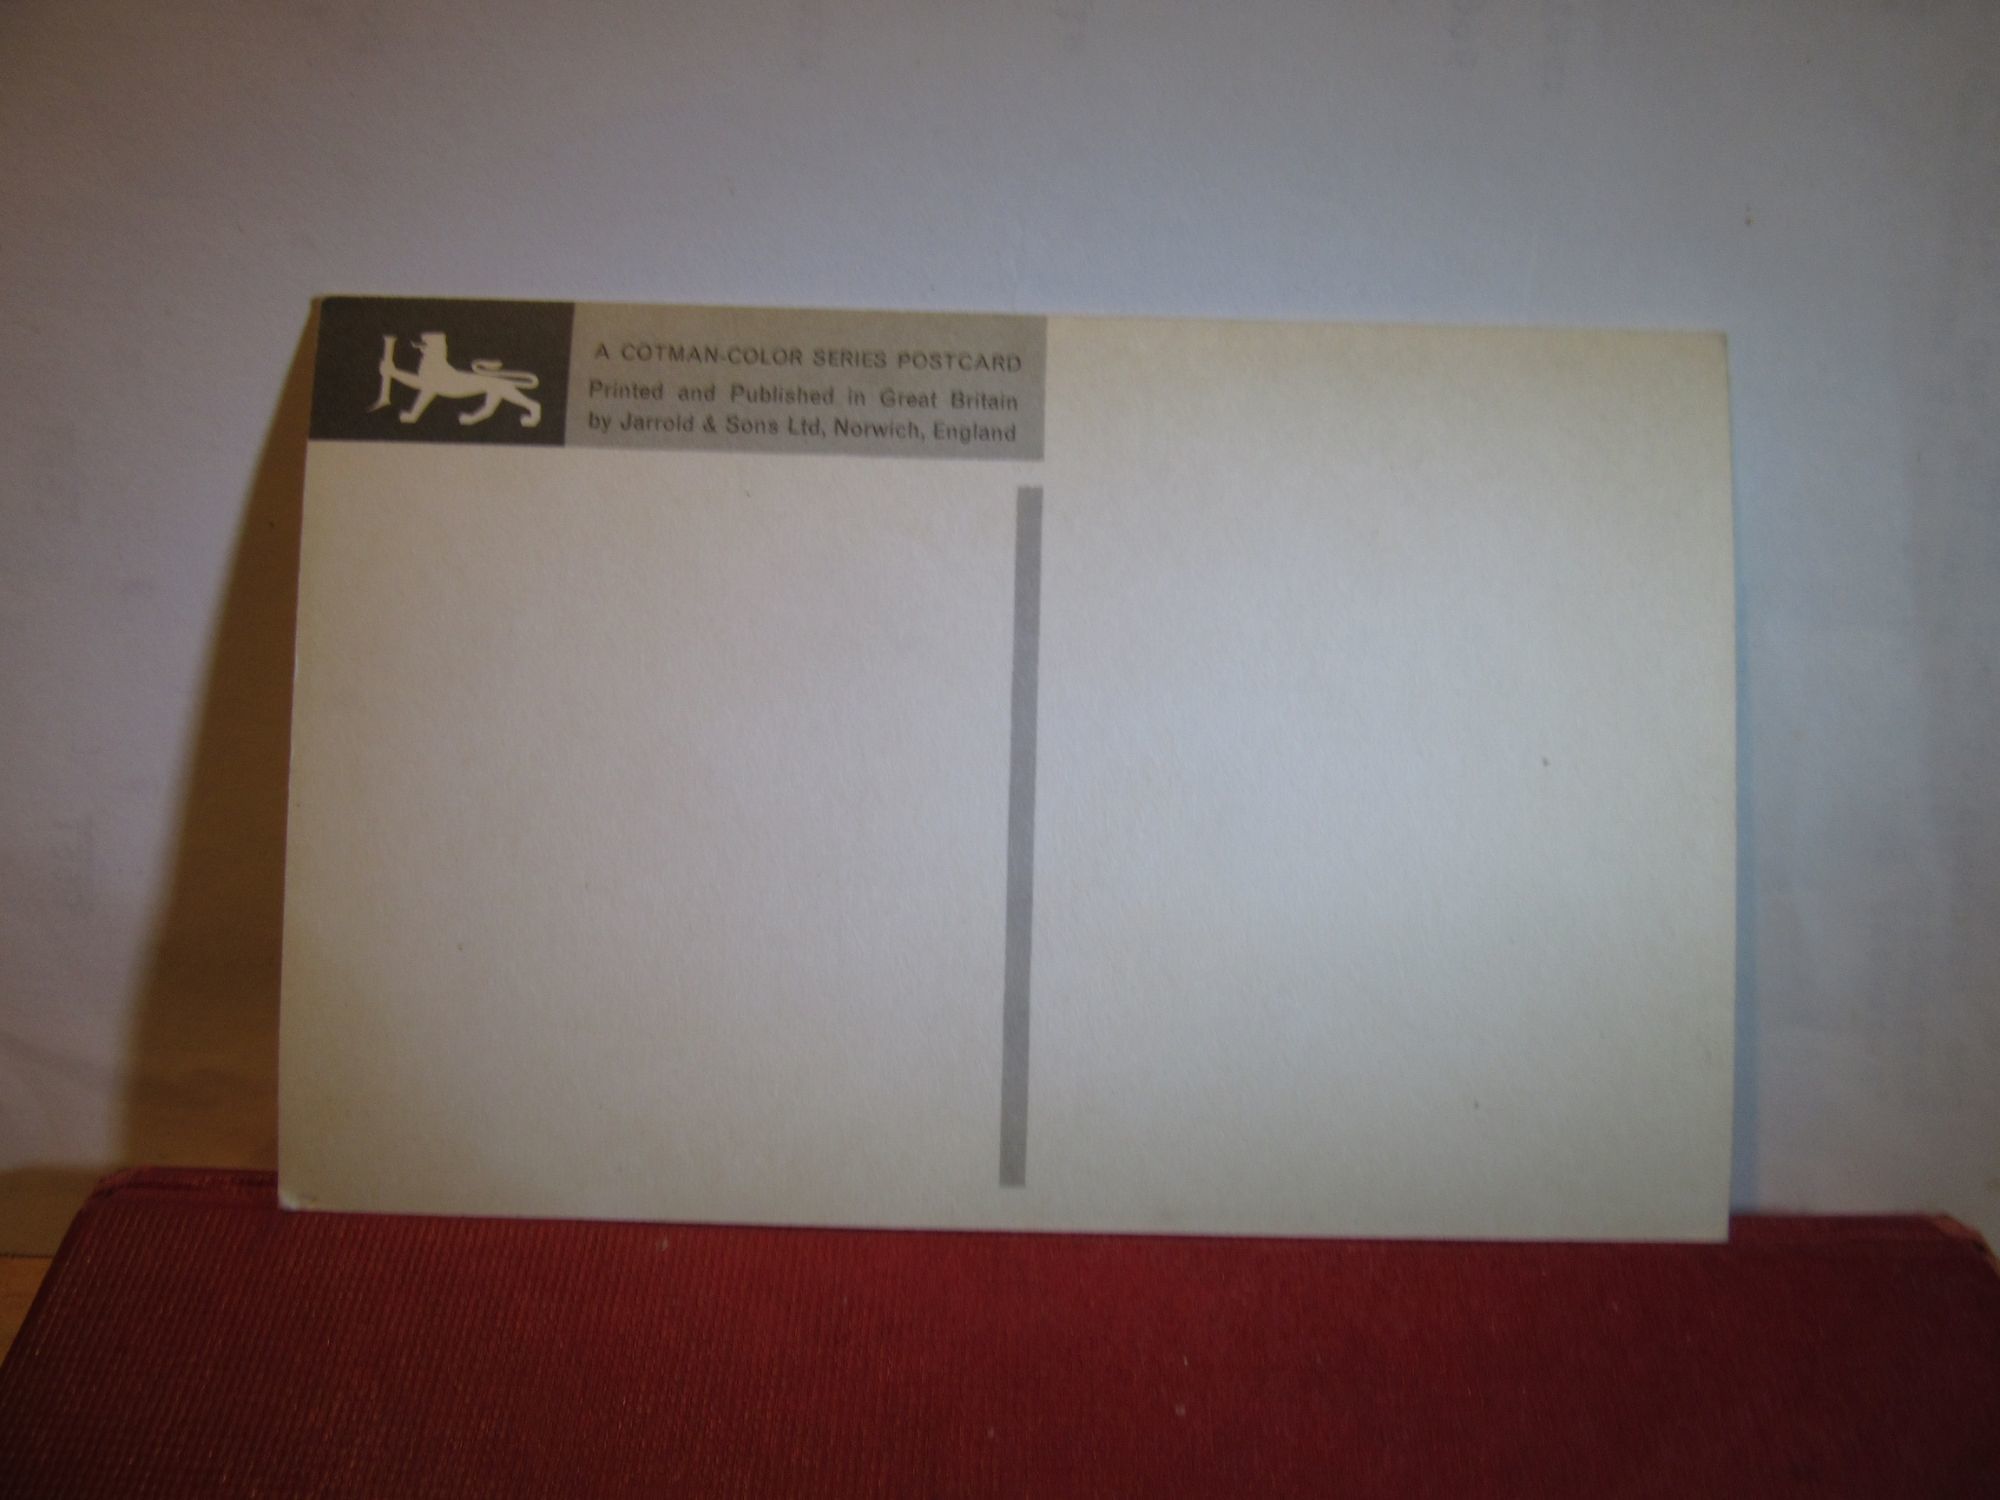 A COTMAN-COLOR SERIES POSTCARD
Printed and Published in Great Britain
by Jarrold & Sons Ltd, Norwich, England